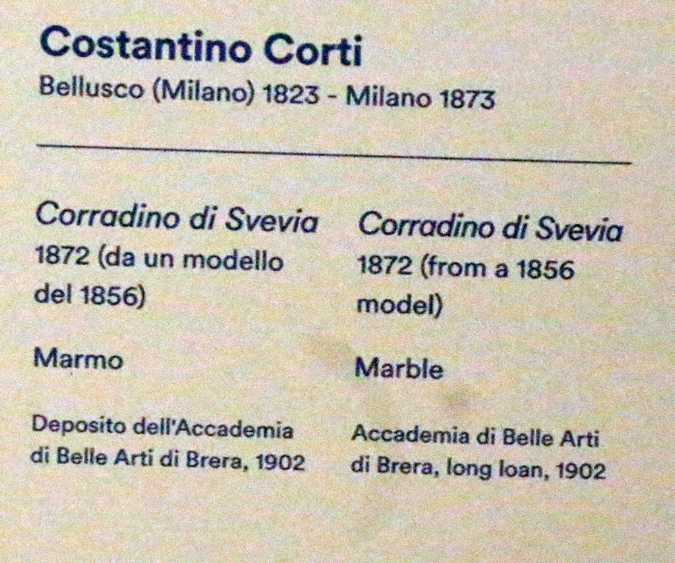 Costantino Corti
Bellusco (Milano) 1823 - Milano 1873
Corradino di Svevia
1872 (da un modello
del 1856)
Marmo
Deposito dell'Accademia
di Belle Arti di Brera, 1902
Corradino di Svevia
1872 (from a 1856
model)
Marble
Accademia di Belle Arti
di Brera, long loan, 1902